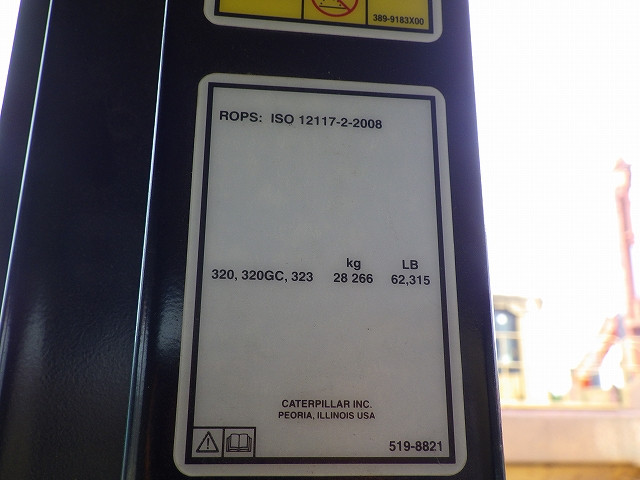 389-9183X00
ROPS: ISO 12117-2-2008
kg LB
320, 320GC, 323 28 266 62,315
CATERPILLAR INC.
PEORIA, ILLINOIS USA
519-8821